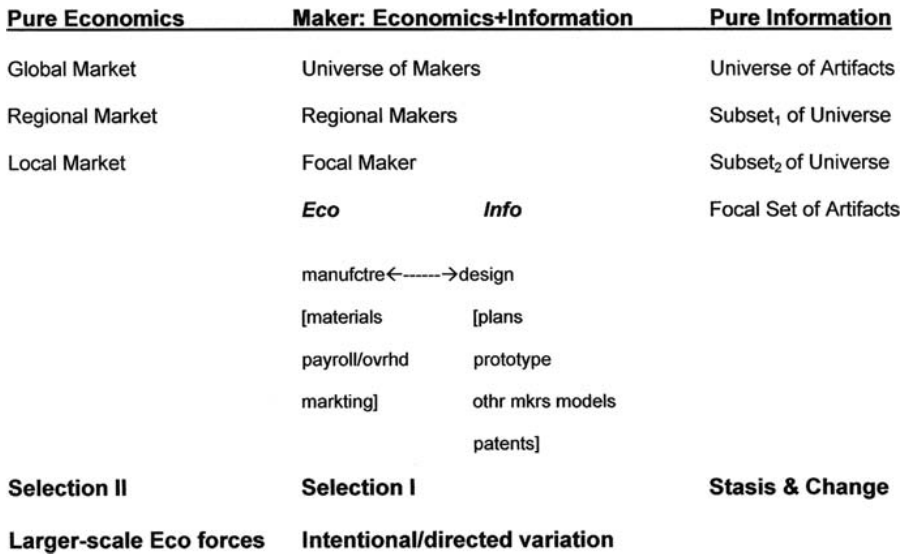 Pure Economics Maker: Economics+Information Pure Information
Global Market Universe of Makers Universe of Artifacts
Regional Market Regional Makers Subset₁ of Universe
Local Market Focal Maker Subset₂ of Universe
Eco Info Focal Set of Artifacts
manufctre←------→design
[materials [plans
payroll/ovrhd prototype
markting] othr mkrs models
patents]
Selection II Selection I Stasis & Change
Larger-scale Eco forces Intentional/directed variation